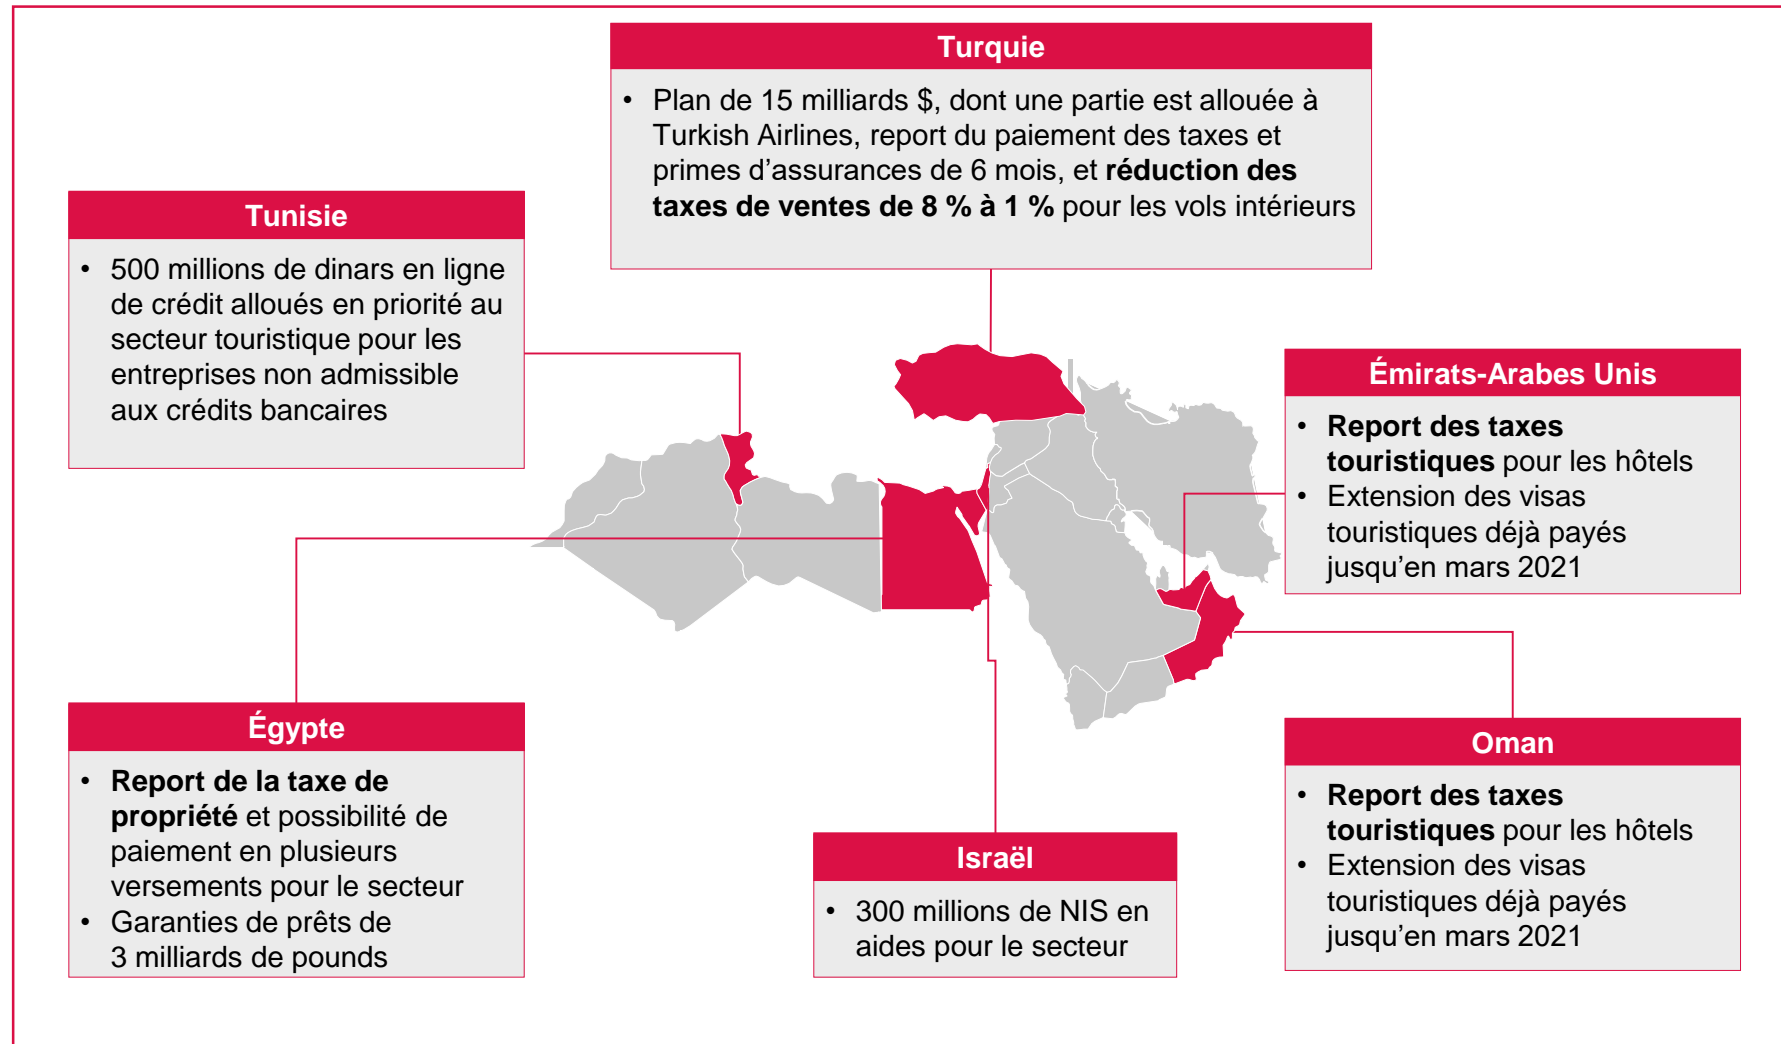 Turquie
• Plan de 15 milliards $, dont une partie est allouée à
Turkish Airlines, report du paiement des taxes et
primes d’assurances de 6 mois, et réduction des
taxes de ventes de 8 % à 1 % pour les vols intérieurs
Tunisie
• 500 millions de dinars en ligne
de crédit alloués en priorité au
secteur touristique pour les
entreprises non admissible
aux crédits bancaires
Émirats-Arabes Unis
• Report des taxes
touristiques pour les hôtels
• Extension des visas
touristiques déjà payés
jusqu’en mars 2021
Égypte
• Report de la taxe de
propriété et possibilité de
paiement en plusieurs
versements pour le secteur
• Garanties de prêts de
3 milliards de pounds
Israël
• 300 millions de NIS en
aides pour le secteur
Oman
• Report des taxes
touristiques pour les hôtels
• Extension des visas
touristiques déjà payés
jusqu’en mars 2021